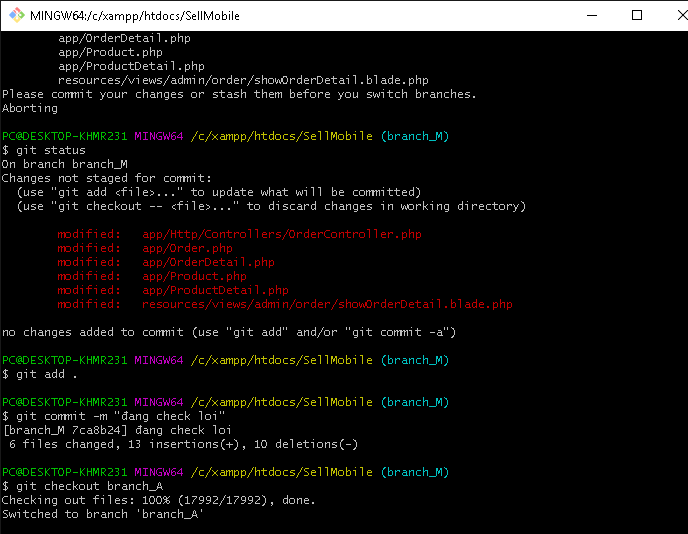 MINGW64:/c/xampp/htdocs/SellMobile
app/OrderDetail.php
app/Product.php
app/ProductDetail.php
resources/views/admin/order/showOrderDetail.blade.php
Please commit your changes or stash them before you switch branches.
Aborting
PC@DESKTOP-KHMR231 MINGW64 /c/xampp/htdocs/SellMobile (branch_M)
$ git status
On branch branch_M
Changes not staged for commit:
(use "git add <file>..." to update what will be committed)
(use "git checkout -- <file>..." to discard changes in working directory)
modified: app/Http/Controllers/OrderController.php
modified: app/Order.php
modified: app/OrderDetail.php
modified: app/Product.php
modified: app/ProductDetail.php
modified: resources/views/admin/order/showOrderDetail.blade.php
no changes added to commit (use "git add" and/or "git commit -a")
PC@DESKTOP-KHMR231 MINGW64 /c/xampp/htdocs/SellMobile (branch_M)
$ git add .
PC@DESKTOP-KHMR231 MINGW64 /c/xampp/htdocs/SellMobile (branch_M)
$ git commit -m "đang check loi"
[branch_M 7ca8b24] đang check loi
6 files changed, 13 insertions(+), 10 deletions(-)
PC@DESKTOP-KHMR231 MINGW64 /c/xampp/htdocs/SellMobile (branch_M)
$ git checkout branch_A
Checking out files: 100% (17992/17992), done.
Switched to branch 'branch_A'